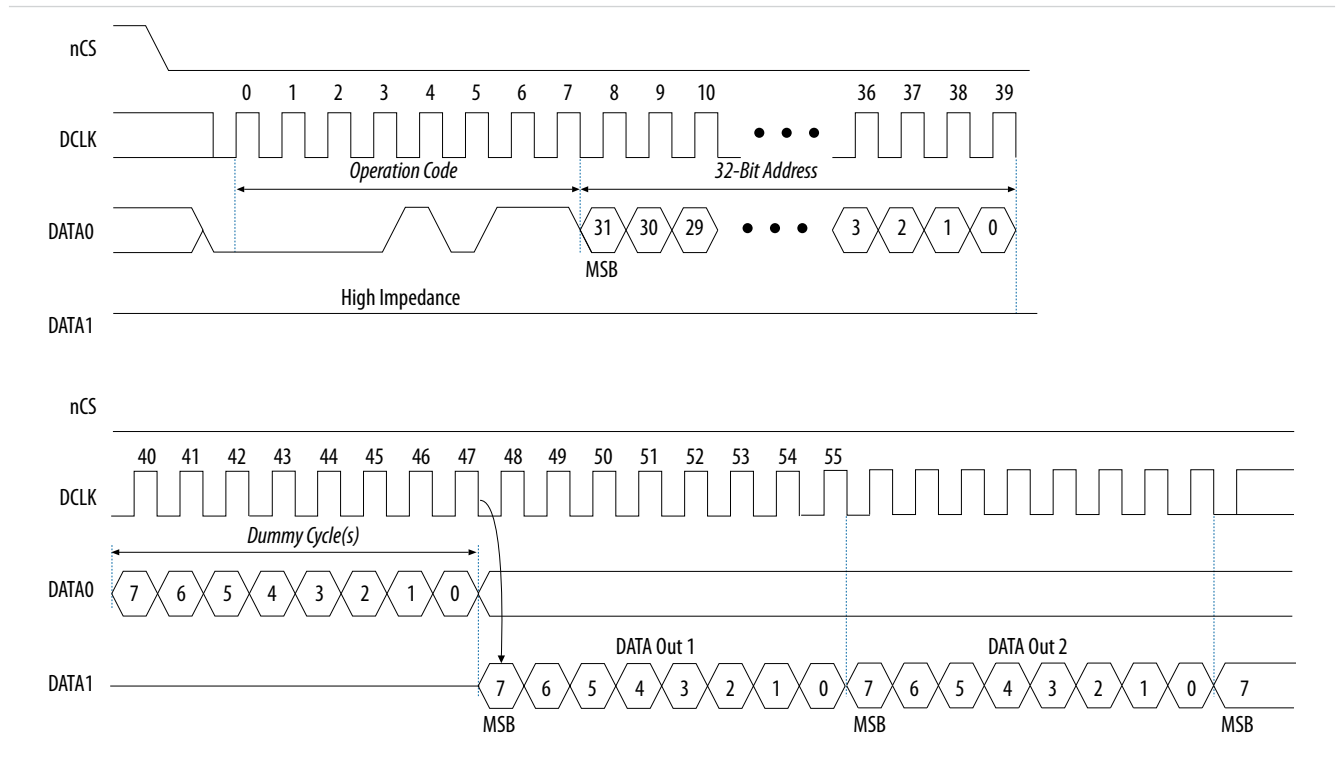 nCS
0 1 2 3 4 5 6 7 8 9 10 36 37 38 39
DCLK
Operation Code 32-Bit Address
DATA0 31 30 29 3 2 1 0
MSB
High Impedance
DATA1
nCS
40 41 42 43 44 45 46 47 48 49 50 51 52 53 54 55
DCLK
Dummy Cycle(s)
DATA0 7 6 5 4 3 2 1 0
DATA Out 1 DATA Out 2
DATA1 7 6 5 4 3 2 1 0 7 6 5 4 3 2 1 0 7
MSB MSB MSB